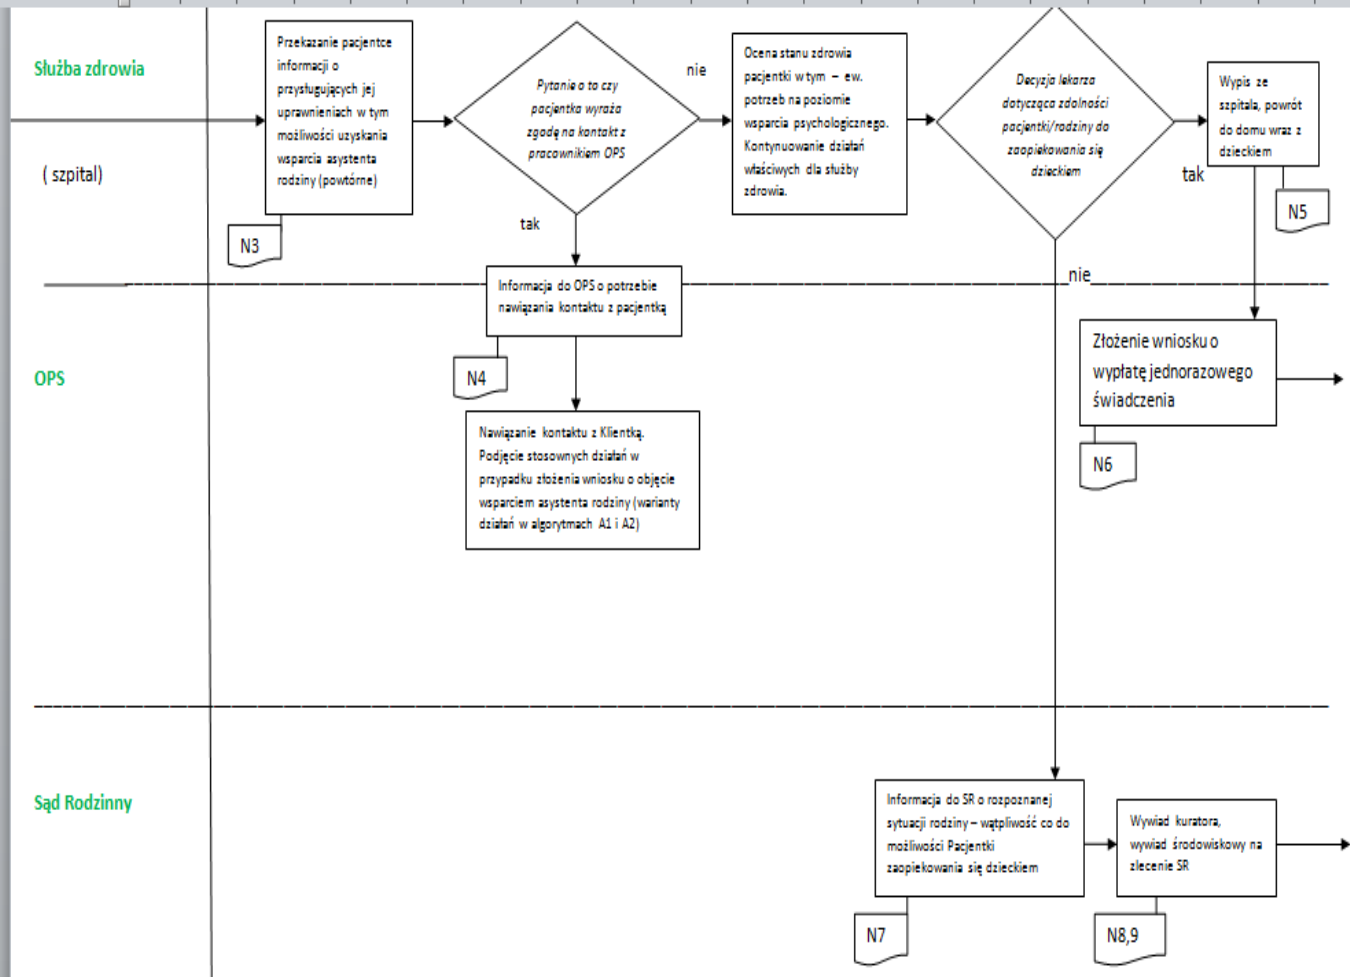 Służba zdrowia
( szpital)
Przekazanie pacjentce
informacji o
przysługujących jej
uprawnieniach w tym
możliwości uzyskania
wsparcia asystenta
rodziny (powtórne)
N3
Pytanie o to czy
pacjentka wyraża
zgodę na kontakt z
pracownikiem OPS
nie
tak
Ocena stanu zdrowia
pacjentki w tym – ew.
potrzeb na poziomie
wsparcia psychologicznego.
Kontynuowanie działań
właściwych dla służby
zdrowia.
Decyzja lekarza
dotycząca zdolności
pacjentki/rodziny do
zaopiekowania się
dzieckiem
tak
nie
Wypis ze
szpitala, powrót
do domu wraz z
dzieckiem
N5
Informacja do OPS o potrzebie
nawiązania kontaktu z pacjentką
N4
OPS
Nawiązanie kontaktu z Klientką.
Podjęcie stosownych działań w
przypadku złożenia wniosku o objęcie
wsparciem asystenta rodziny (warianty
działań w algorytmach A1 i A2)
Złożenie wniosku o
wypłatę jednorazowego
świadczenia
N6
Sąd Rodzinny
Informacja do SR o rozpoznanej
sytuacji rodziny – wątpliwość co do
możliwości Pacjentki
zaopiekowania się dzieckiem
N7
Wywiad kuratora,
wywiad środowiskowy na
zlecenie SR
N8,9